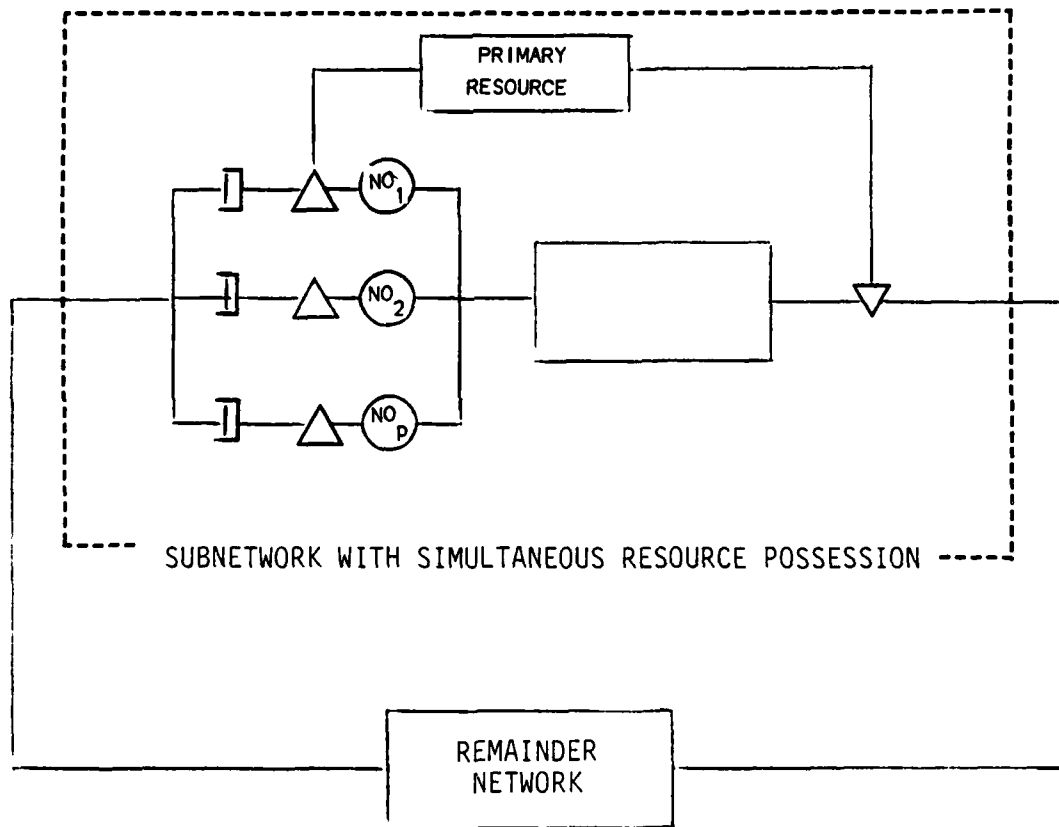 PRIMARY
RESOURCE
NO1
NO2
NOp
SUBNETWORK WITH SIMULTANEOUS RESOURCE POSSESSION
REMAINDER
NETWORK